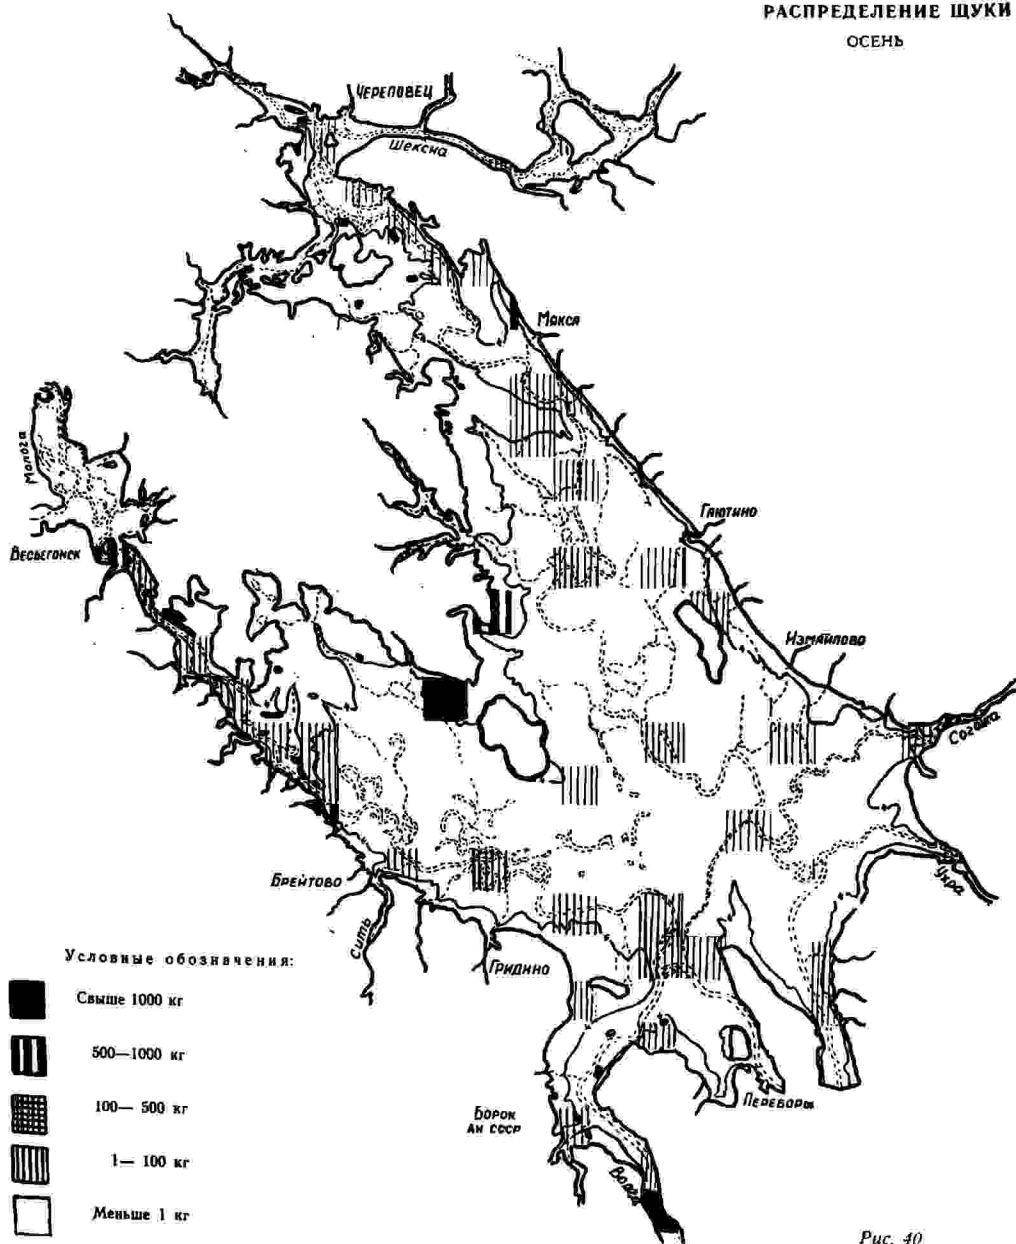 РАСПРЕДЕЛЕНИЕ ЩУКИ
ОСЕНЬ
ЧЕРЕПОВЕЦ
Шексна
Мякса
Молога
Весьегонск
Гаютино
Измайлово
Согожа
Ухра
Брейтово
Сить
Гридино
Переборы
Борок
АН СССР
Волга
Условные обозначения:
Свыше 1000 кг
500—1000 кг
100— 500 кг
1— 100 кг
Меньше 1 кг
Рис. 40